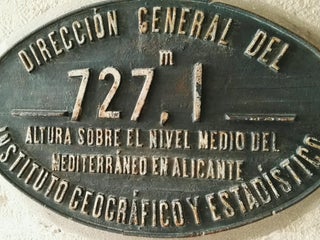 DIRECCIÓN GENERAL DEL
m
727,1
ALTURA SOBRE EL NIVEL MEDIO DEL
MEDITERRÁNEO EN ALICANTE
INSTITUTO GEOGRÁFICO Y ESTADÍSTICO